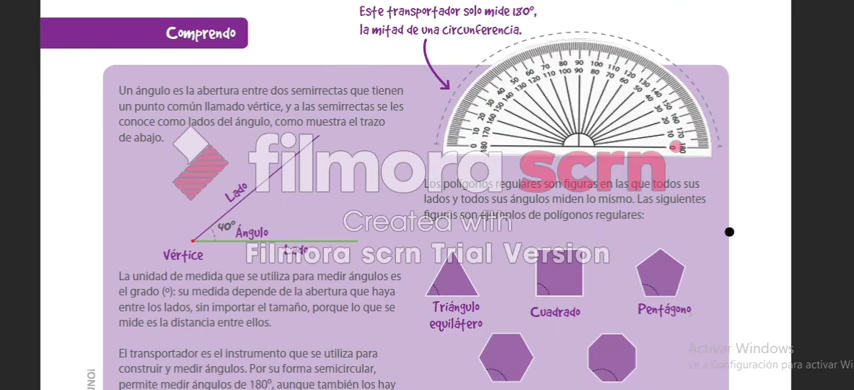 Este transportador solo mide 180°,
la mitad de una circunferencia.
Comprendo
Un ángulo es la abertura entre dos semirrectas que tienen
un punto común llamado vértice, y a las semirrectas se les
conoce como lados del ángulo, como muestra el trazo
de abajo.
Lado
40°
Ángulo
Lado
Vértice
La unidad de medida que se utiliza para medir ángulos es
el grado (°): su medida depende de la abertura que haya
entre los lados, sin importar el tamaño, porque lo que se
mide es la distancia entre ellos.
El transportador es el instrumento que se utiliza para
construir y medir ángulos. Por su forma semicircular,
permite medir ángulos de 180°, aunque también los hay
UNOi
Los polígonos regulares son figuras en las que todos sus
lados y todos sus ángulos miden lo mismo. Las siguientes
figuras son ejemplos de polígonos regulares:
Triángulo
equilátero
Cuadrado
Pentágono
filmora scrn
Created with
Filmora scrn Trial Version
Activar Windows
Ve a Configuración para activar Wi